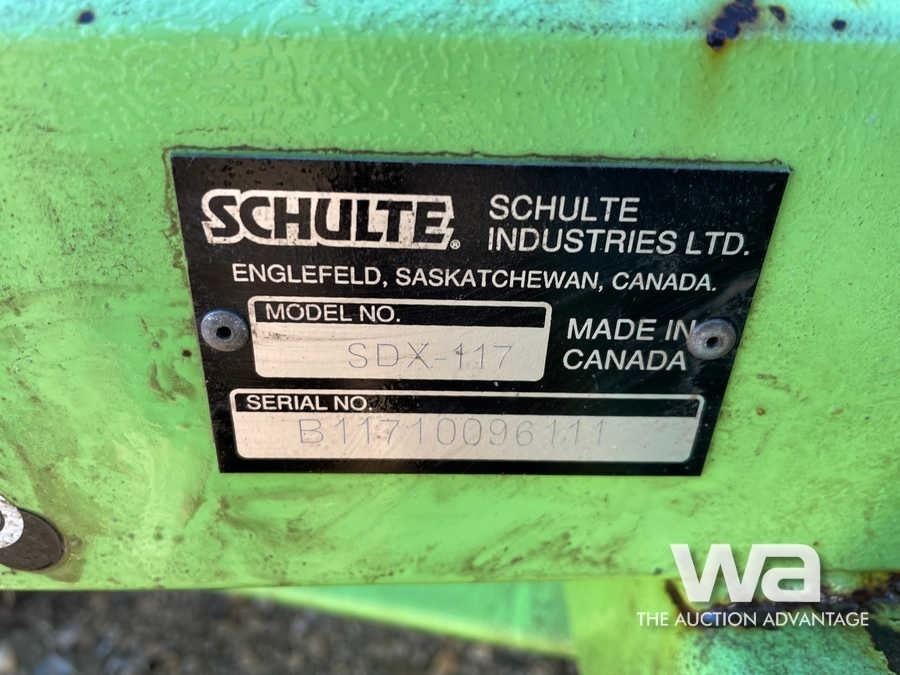 SCHULTE®
SCHULTE
INDUSTRIES LTD.
ENGLEFELD, SASKATCHEWAN, CANADA.
MODEL NO.
SDX-117
MADE IN
CANADA
SERIAL NO.
B11710096111
wa
THE AUCTION ADVANTAGE